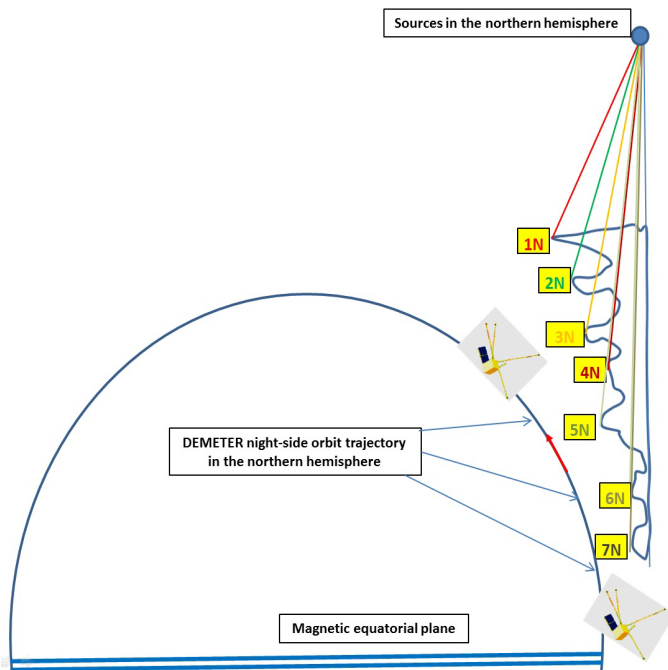 Sources in the northern hemisphere
1N
2N
3N
4N
5N
6N
7N
DEMETER night-side orbit trajectory
in the northern hemisphere
Magnetic equatorial plane